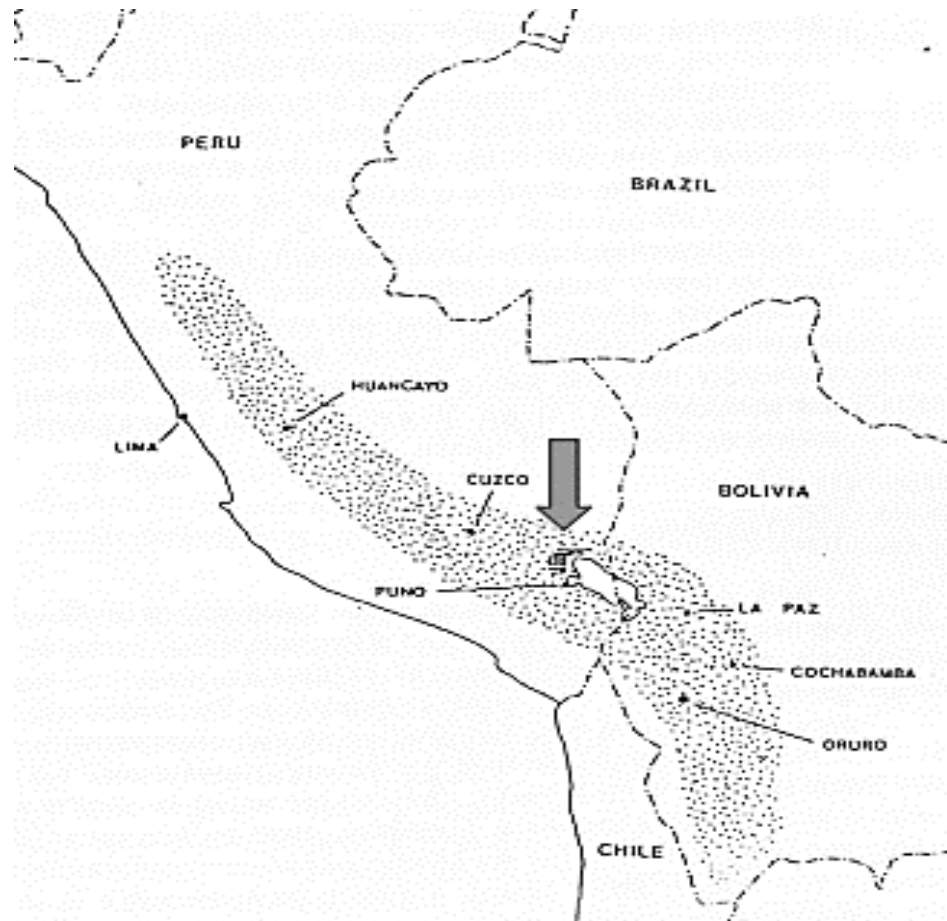 PERU
BRAZIL
HUANCAYO
LIMA
CUZCO
BOLIVIA
PUNO
LA PAZ
COCHABAMBA
ORURO
CHILE